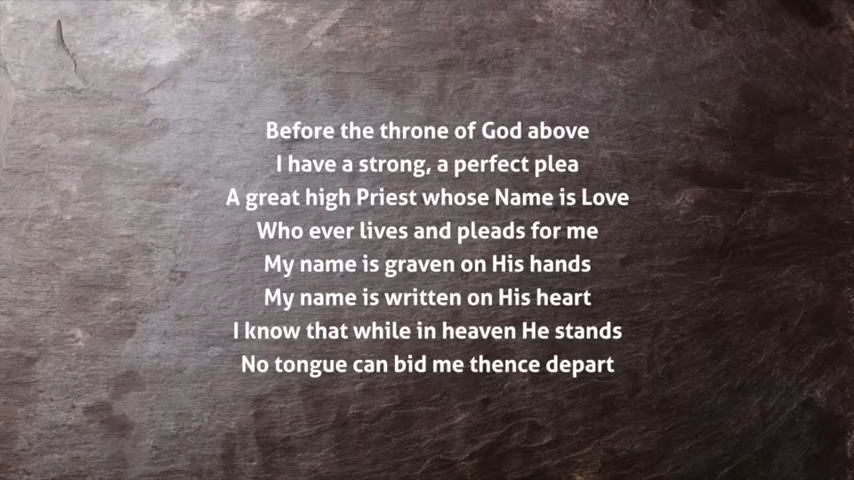 Before the throne of God above
I have a strong, a perfect plea
A great high Priest whose Name is Love
Who ever lives and pleads for me
My name is graven on His hands
My name is written on His heart
I know that while in heaven He stands
No tongue can bid me thence depart